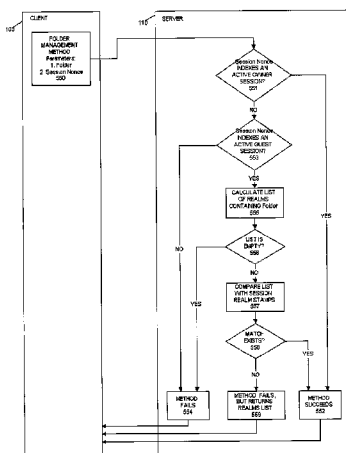 CLIENT
SERVER
103
110
FOLDER
MANAGEMENT
METHOD
Parameters:
1. Folder
2. Session Nonce
550
Session Nonce
INDEXES AN
ACTIVE OWNER
SESSION?
551
NO
YES
Session Nonce
INDEXES AN
ACTIVE GUEST
SESSION?
553
YES
NO
CALCULATE LIST
OF REALMS
CONTAINING Folder
555
LIST IS
EMPTY?
556
NO
YES
COMPARE LIST
WITH SESSION
REALM STAMPS
557
MATCH
EXISTS?
558
YES
NO
METHOD
FAILS
554
METHOD FAILS,
BUT RETURNS
REALMS LIST
559
METHOD
SUCCEEDS
552